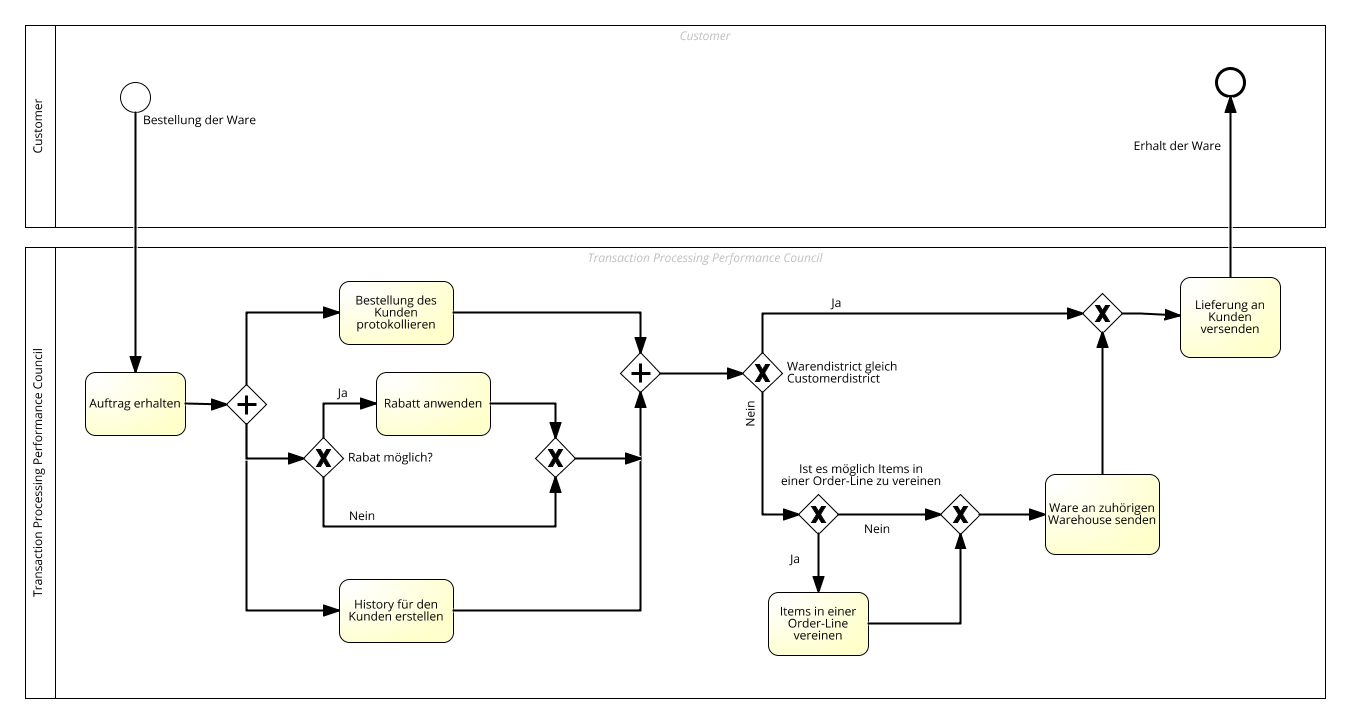 Customer
Customer
Bestellung der Ware
Erhalt der Ware
Transaction Processing Performance Council
Transaction Processing Performance Council
Auftrag erhalten
Bestellung des
Kunden
protokollieren
Ja
Rabatt anwenden
Rabat möglich?
Nein
History für den
Kunden erstellen
Ja
Warendistrict gleich
Customerdistrict
Nein
Ist es möglich Items in
einer Order-Line zu vereinen
Nein
Ja
Items in einer
Order-Line
vereinen
Ware an zuhörigen
Warehouse senden
Lieferung an
Kunden
versenden